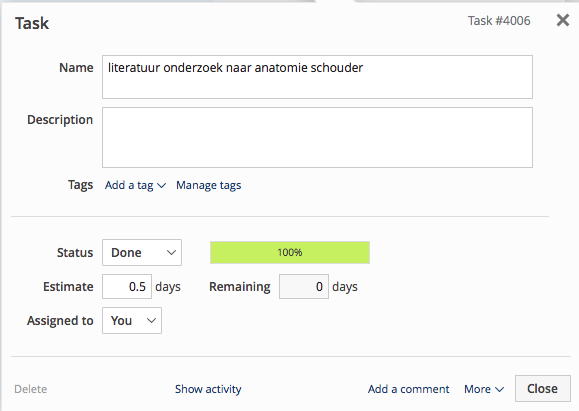 Task
Task #4006
Name
literatuur onderzoek naar anatomie schouder
Description
Tags Add a tag Manage tags
Status Done 100%
Estimate 0.5 days Remaining 0 days
Assigned to You
Delete Show activity Add a comment More Close